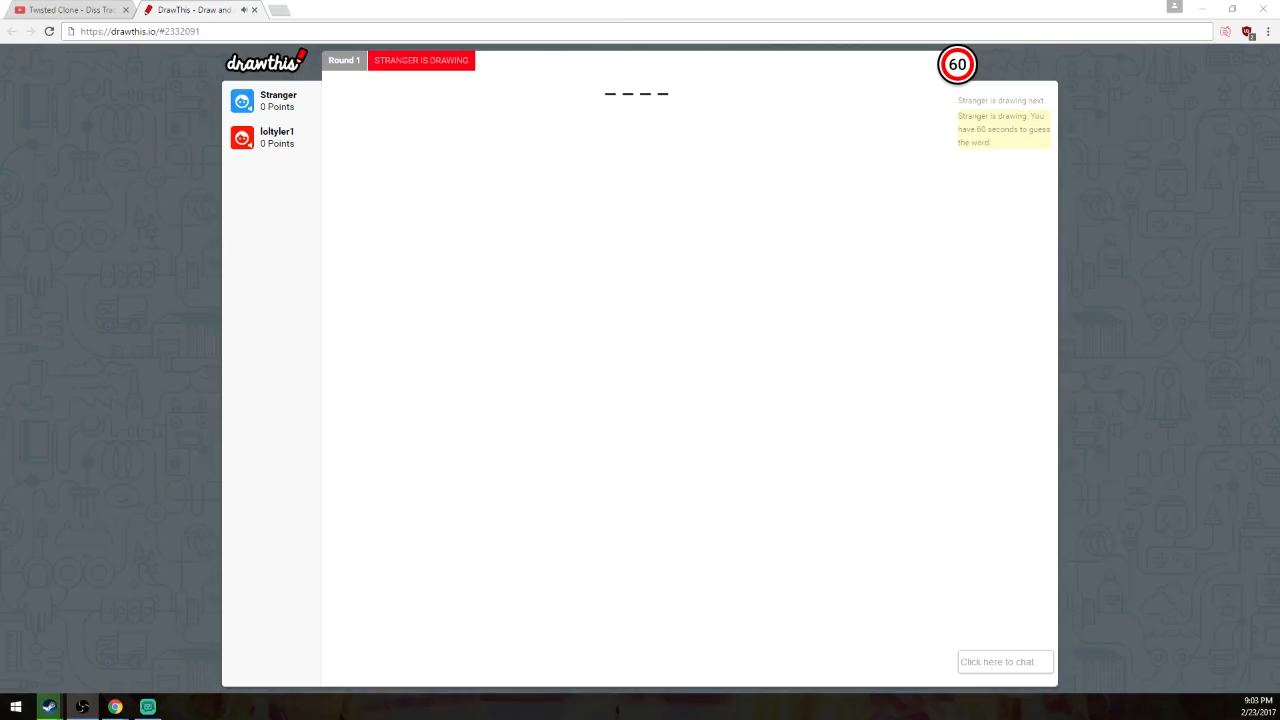 Twisted Clone - Diss Trac
DrawThis - Draw and
https://drawthis.io/#2332091
drawthis
Round 1
STRANGER IS DRAWING
60
Stranger
0 Points
loltyler1
0 Points
Stranger is drawing next.
Stranger is drawing. You
have 60 seconds to guess
the word.
Click here to chat
9:03 PM
2/23/2017